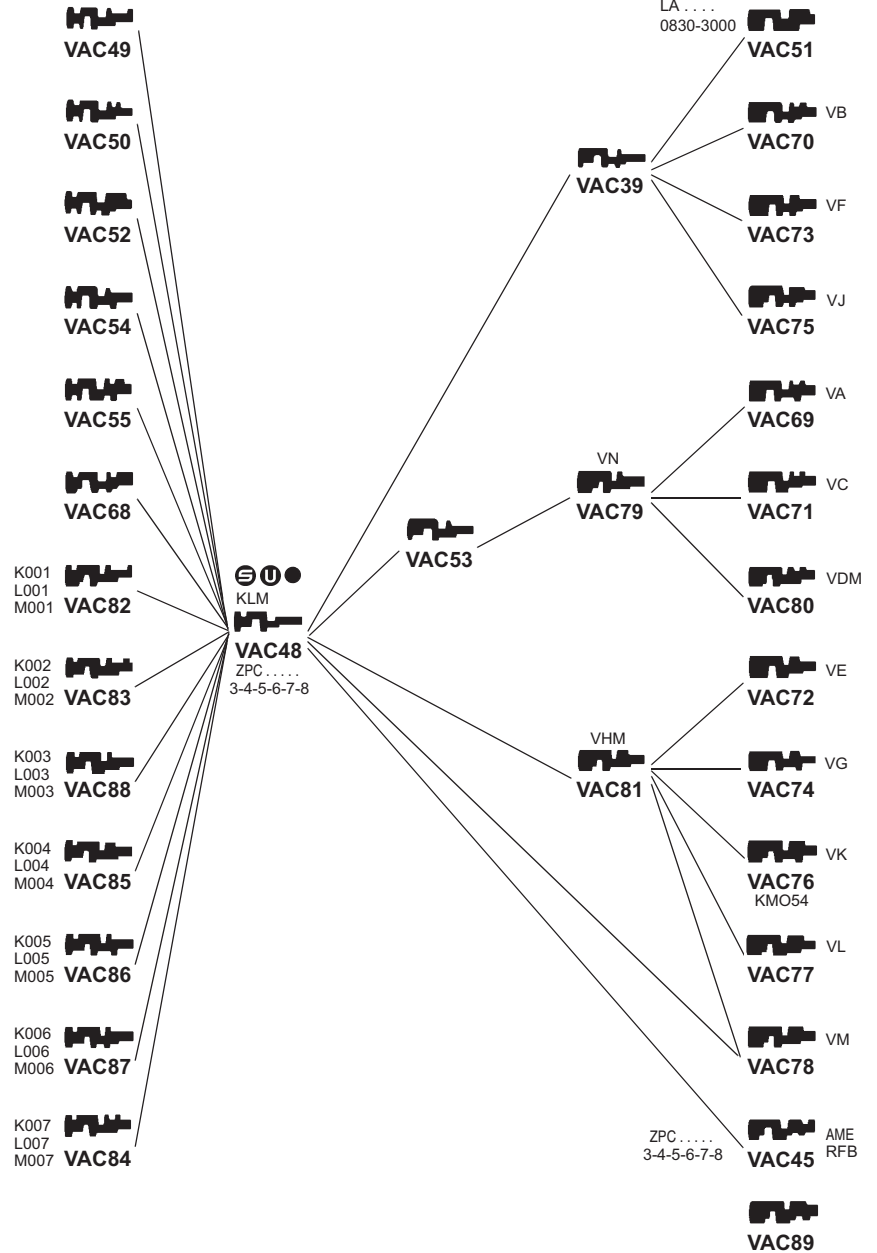 VAC49
VAC50
VAC52
VAC54
VAC55
VAC68
K001
L001
M001
VAC82
K002
L002
M002
VAC83
K003
L003
M003
VAC88
K004
L004
M004
VAC85
K005
L005
M005
VAC86
K006
L006
M006
VAC87
K007
L007
M007
VAC84
S U
KLM
VAC48
ZPC . . . . .
3-4-5-6-7-8
VAC53
VAC39
VN
VAC79
VHM
VAC81
LA . . . .
0830-3000
VAC51
VB
VAC70
VF
VAC73
VJ
VAC75
VA
VAC69
VC
VAC71
VDM
VAC80
VE
VAC72
VG
VAC74
VK
VAC76
KMO54
VL
VAC77
VM
VAC78
ZPC . . . . .
3-4-5-6-7-8
AME
RFB
VAC45
VAC89